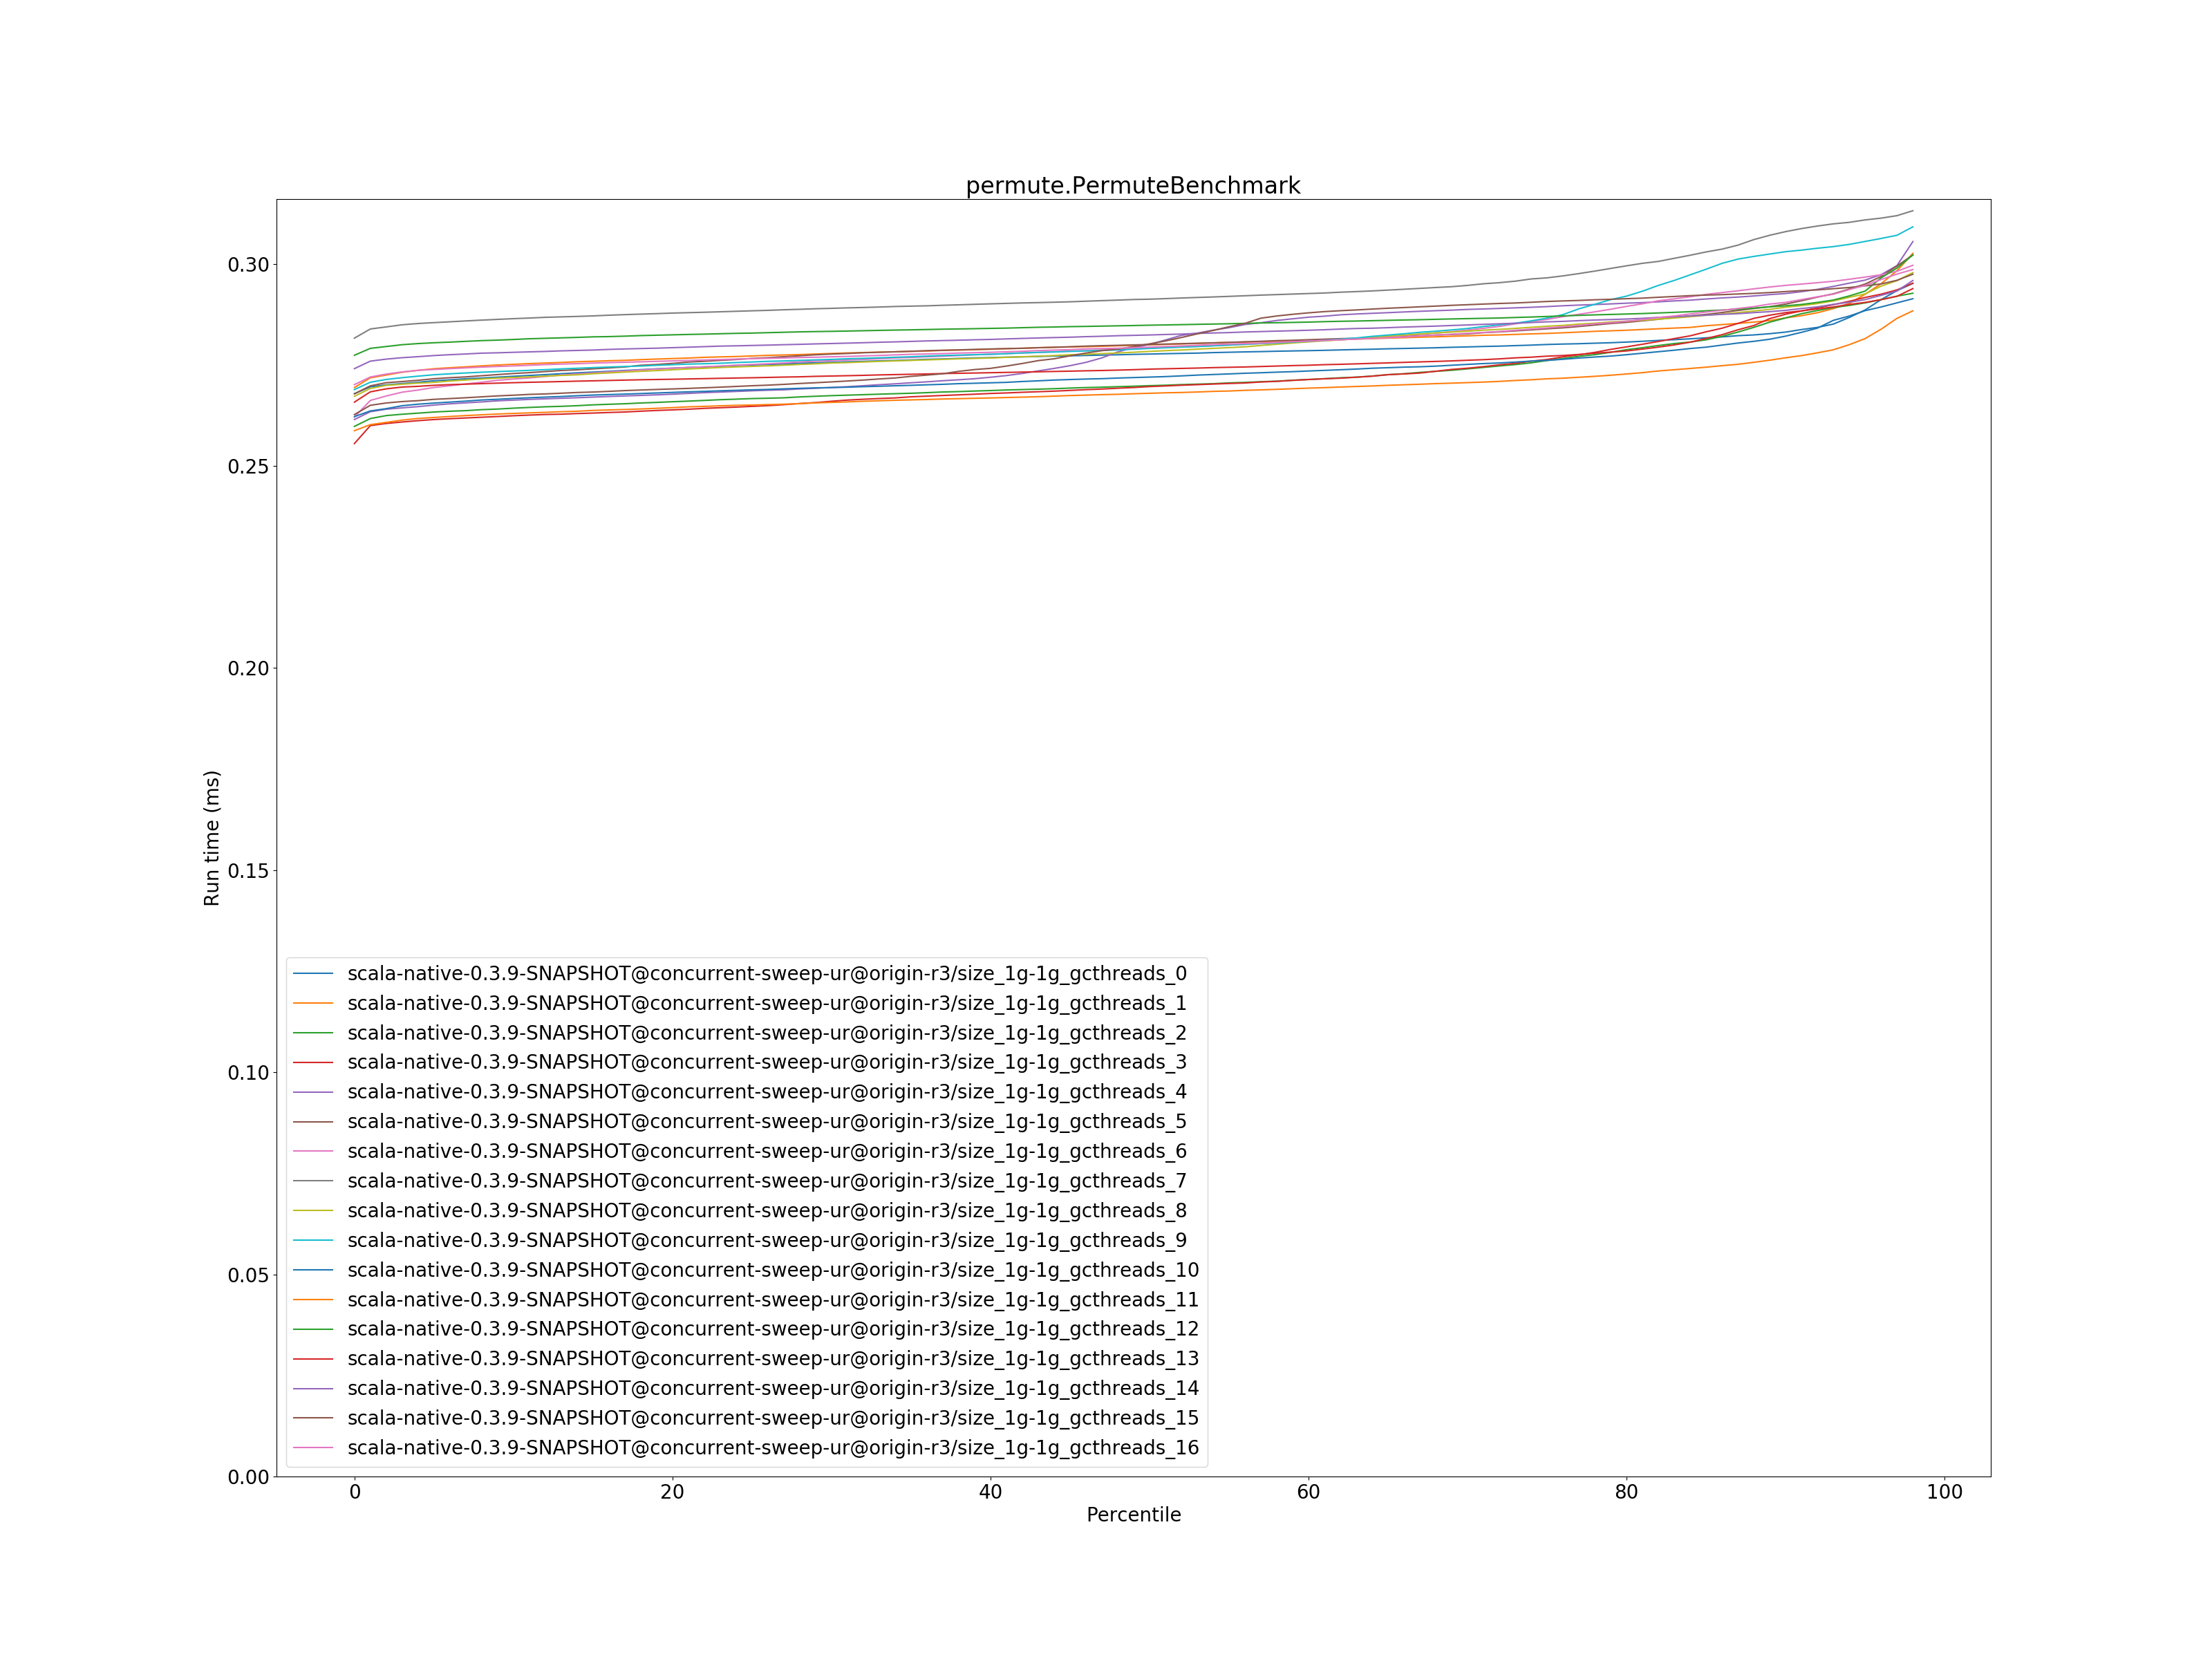 permute.PermuteBenchmark
0.30
0.25
0.20
0.15
0.10
0.05
0.00
Run time (ms)
scala-native-0.3.9-SNAPSHOT@concurrent-sweep-ur@origin-r3/size_1g-1g_gcthreads_0
scala-native-0.3.9-SNAPSHOT@concurrent-sweep-ur@origin-r3/size_1g-1g_gcthreads_1
scala-native-0.3.9-SNAPSHOT@concurrent-sweep-ur@origin-r3/size_1g-1g_gcthreads_2
scala-native-0.3.9-SNAPSHOT@concurrent-sweep-ur@origin-r3/size_1g-1g_gcthreads_3
scala-native-0.3.9-SNAPSHOT@concurrent-sweep-ur@origin-r3/size_1g-1g_gcthreads_4
scala-native-0.3.9-SNAPSHOT@concurrent-sweep-ur@origin-r3/size_1g-1g_gcthreads_5
scala-native-0.3.9-SNAPSHOT@concurrent-sweep-ur@origin-r3/size_1g-1g_gcthreads_6
scala-native-0.3.9-SNAPSHOT@concurrent-sweep-ur@origin-r3/size_1g-1g_gcthreads_7
scala-native-0.3.9-SNAPSHOT@concurrent-sweep-ur@origin-r3/size_1g-1g_gcthreads_8
scala-native-0.3.9-SNAPSHOT@concurrent-sweep-ur@origin-r3/size_1g-1g_gcthreads_9
scala-native-0.3.9-SNAPSHOT@concurrent-sweep-ur@origin-r3/size_1g-1g_gcthreads_10
scala-native-0.3.9-SNAPSHOT@concurrent-sweep-ur@origin-r3/size_1g-1g_gcthreads_11
scala-native-0.3.9-SNAPSHOT@concurrent-sweep-ur@origin-r3/size_1g-1g_gcthreads_12
scala-native-0.3.9-SNAPSHOT@concurrent-sweep-ur@origin-r3/size_1g-1g_gcthreads_13
scala-native-0.3.9-SNAPSHOT@concurrent-sweep-ur@origin-r3/size_1g-1g_gcthreads_14
scala-native-0.3.9-SNAPSHOT@concurrent-sweep-ur@origin-r3/size_1g-1g_gcthreads_15
scala-native-0.3.9-SNAPSHOT@concurrent-sweep-ur@origin-r3/size_1g-1g_gcthreads_16
0 20 40 60 80 100
Percentile